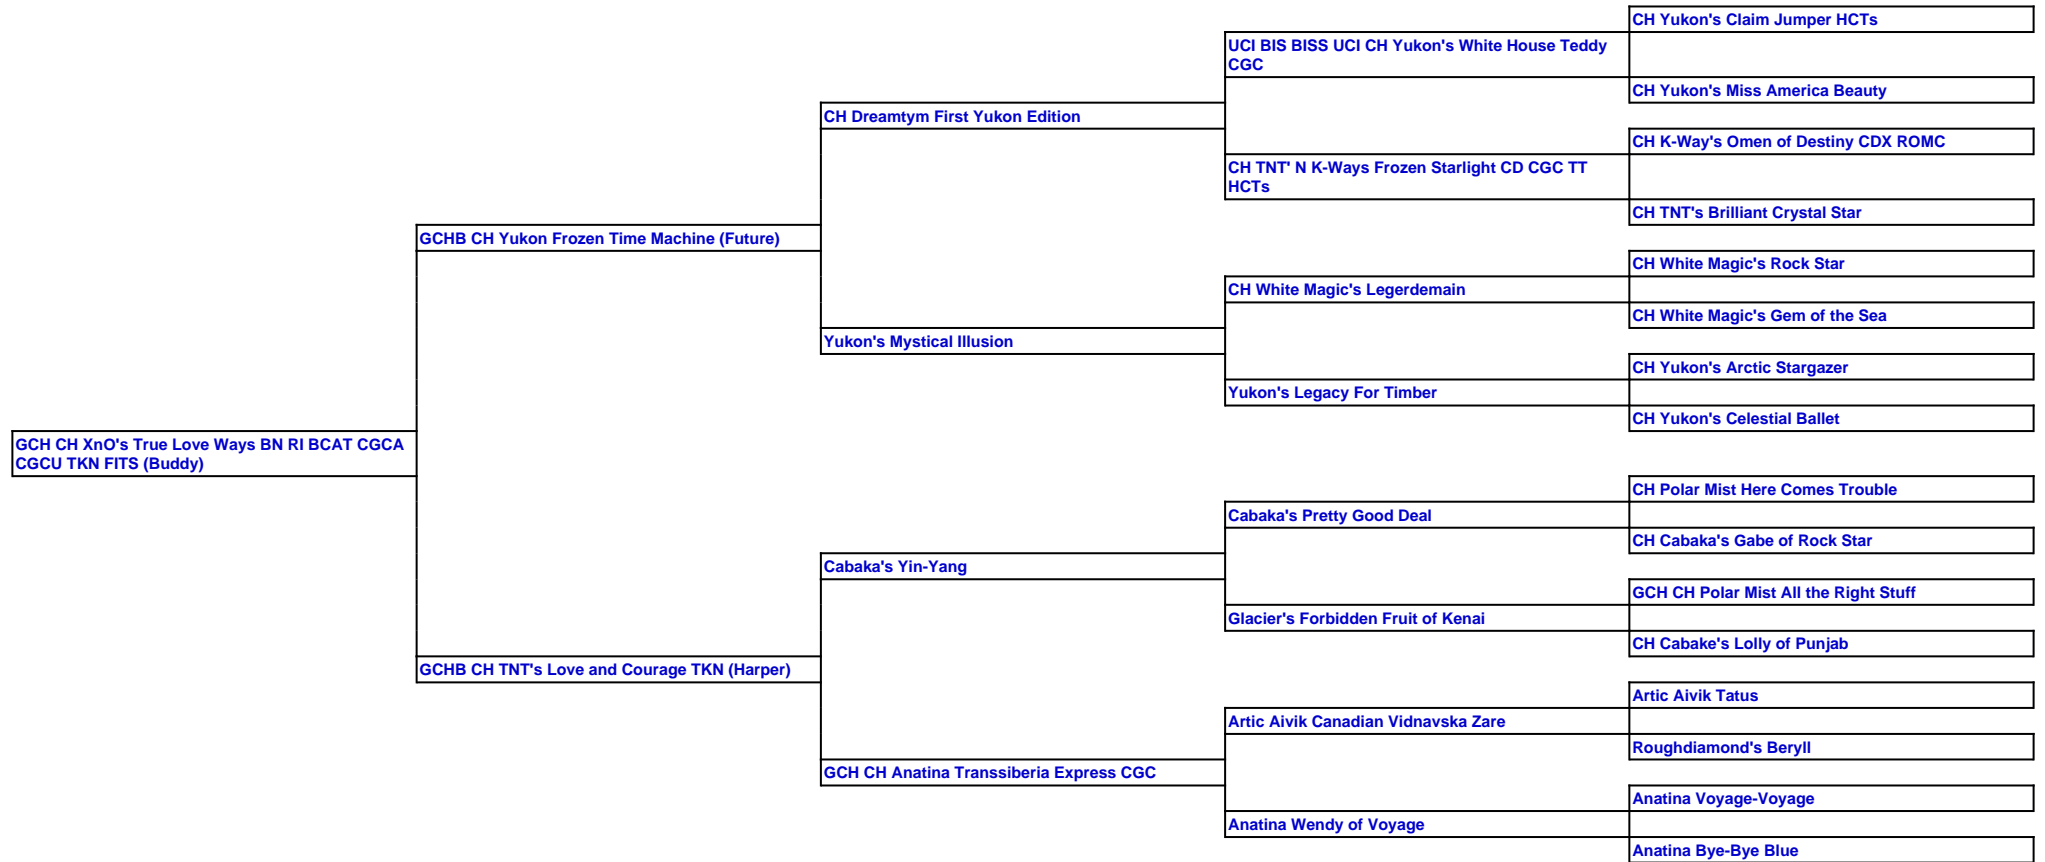 CH Yukon's Claim Jumper HCTs
UCI BIS BISS UCI CH Yukon's White House Teddy
CGC
CH Yukon's Miss America Beauty
CH Dreamtym First Yukon Edition
CH K-Way's Omen of Destiny CDX ROMC
CH TNT' N K-Ways Frozen Starlight CD CGC TT
HCTs
CH TNT's Brilliant Crystal Star
GCHB CH Yukon Frozen Time Machine (Future)
CH White Magic's Rock Star
CH White Magic's Legerdemain
CH White Magic's Gem of the Sea
Yukon's Mystical Illusion
CH Yukon's Arctic Stargazer
Yukon's Legacy For Timber
CH Yukon's Celestial Ballet
GCH CH XnO's True Love Ways BN RI BCAT CGCA
CGCU TKN FITS (Buddy)
CH Polar Mist Here Comes Trouble
Cabaka's Pretty Good Deal
CH Cabaka's Gabe of Rock Star
Cabaka's Yin-Yang
GCH CH Polar Mist All the Right Stuff
Glacier's Forbidden Fruit of Kenai
CH Cabake's Lolly of Punjab
GCHB CH TNT's Love and Courage TKN (Harper)
Artic Aivik Tatus
Artic Aivik Canadian Vidnavska Zare
Roughdiamond's Beryll
GCH CH Anatina Transsiberia Express CGC
Anatina Voyage-Voyage
Anatina Wendy of Voyage
Anatina Bye-Bye Blue